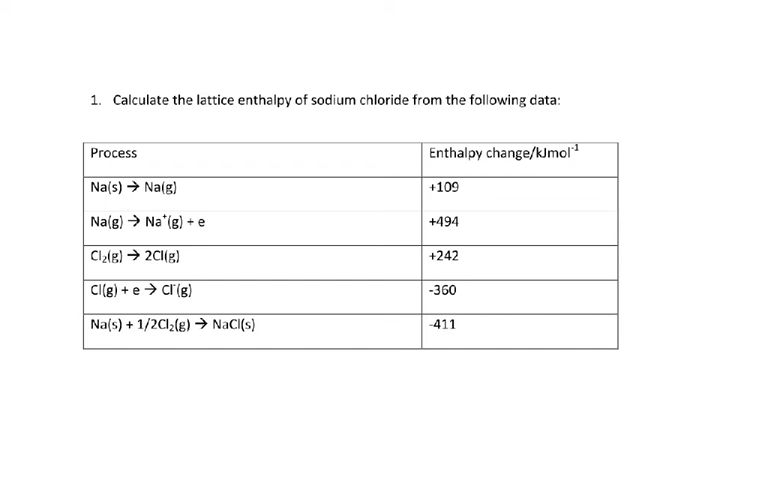 1. Calculate the lattice enthalpy of sodium chloride from the following data:
Process Enthalpy change/kJmol⁻¹
Na(s) → Na(g) +109
Na(g) → Na⁺(g) + e +494
Cl₂(g) → 2Cl(g) +242
Cl(g) + e → Cl⁻(g) -360
Na(s) + 1/2Cl₂(g) → NaCl(s) -411